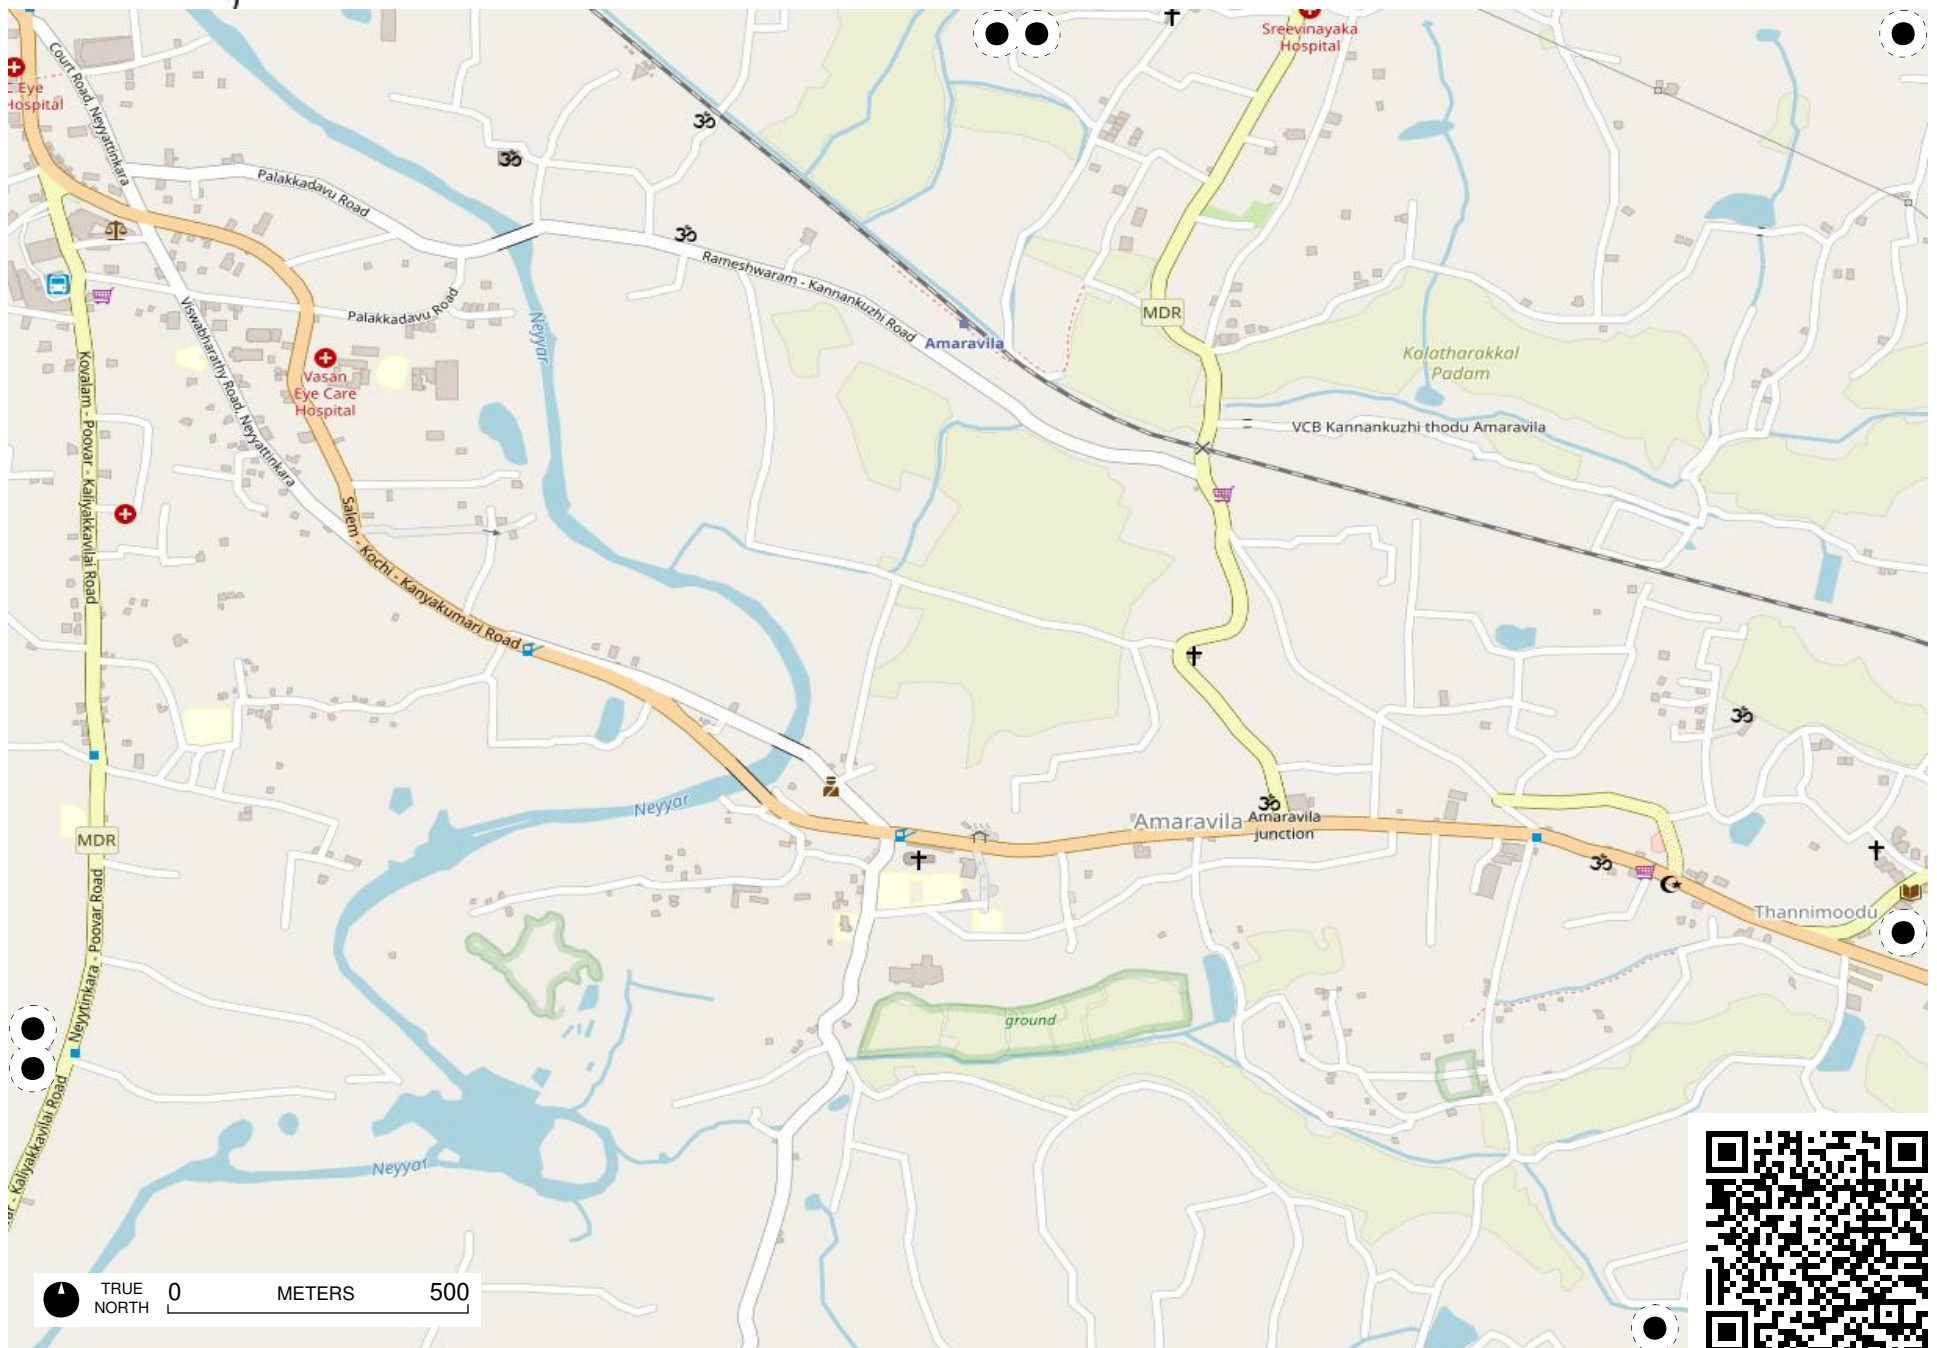 Sreevinayaka
Hospital
Eye
Hospital
Court Road, Neyyattinkara
Palakkadavu Road
Rameshwaram - Kannankuzhi Road
Viswabharathy Road, Neyyattinkara
Palakkadavu Road
Neyyar
MDR
Amaravila
Kalatharakkal
Padam
Vasan
Eye Care
Hospital
Kovalam - Poovar - Kaliyakkavilai Road
VCB Kannankuzhi thodu Amaravila
Salem - Kochi - Kanyakumari Road
Neyyar
Amaravila
Amaravila
junction
MDR
Thannimoodu
Neyytinkara - Poovar Road
ground
Neyyar
- Kaliyakkavilai Road
TRUE
NORTH
0 METERS 500